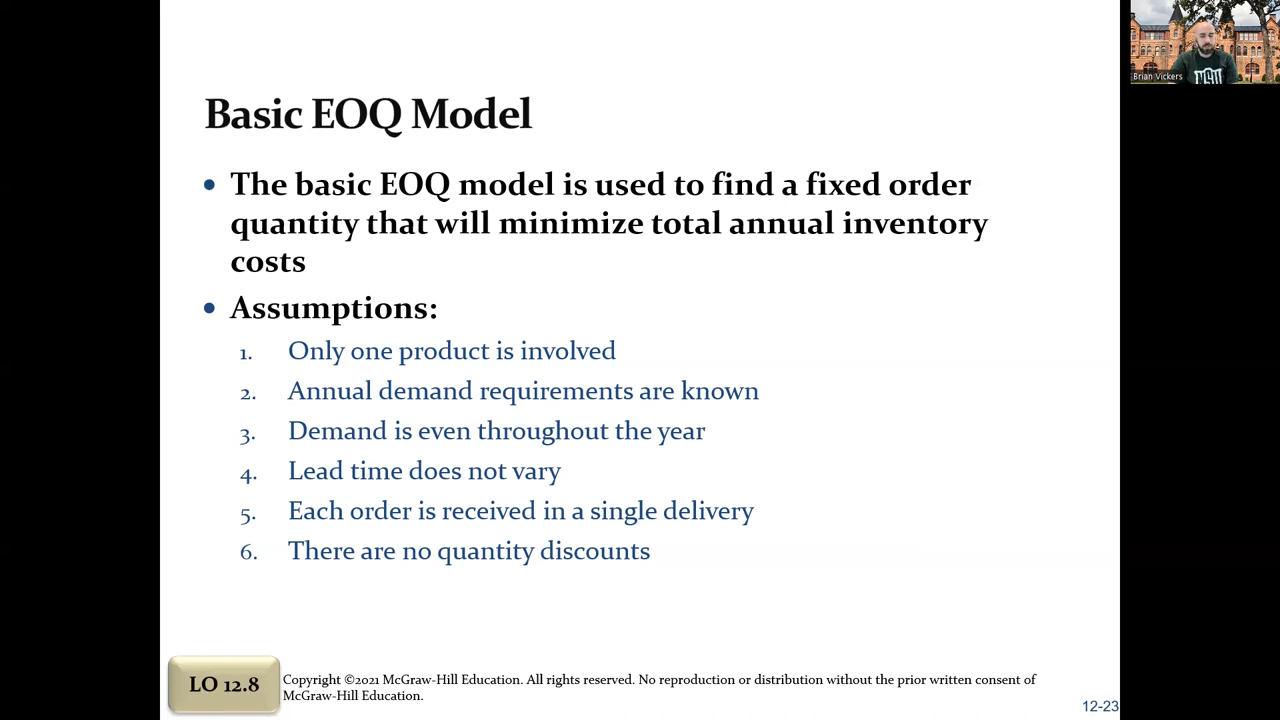 Brian Vickers
Basic EOQ Model
• The basic EOQ model is used to find a fixed order
quantity that will minimize total annual inventory
costs
• Assumptions:
1. Only one product is involved
2. Annual demand requirements are known
3. Demand is even throughout the year
4. Lead time does not vary
5. Each order is received in a single delivery
6. There are no quantity discounts
LO 12.8
Copyright ©2021 McGraw-Hill Education. All rights reserved. No reproduction or distribution without the prior written consent of
McGraw-Hill Education.
12-23